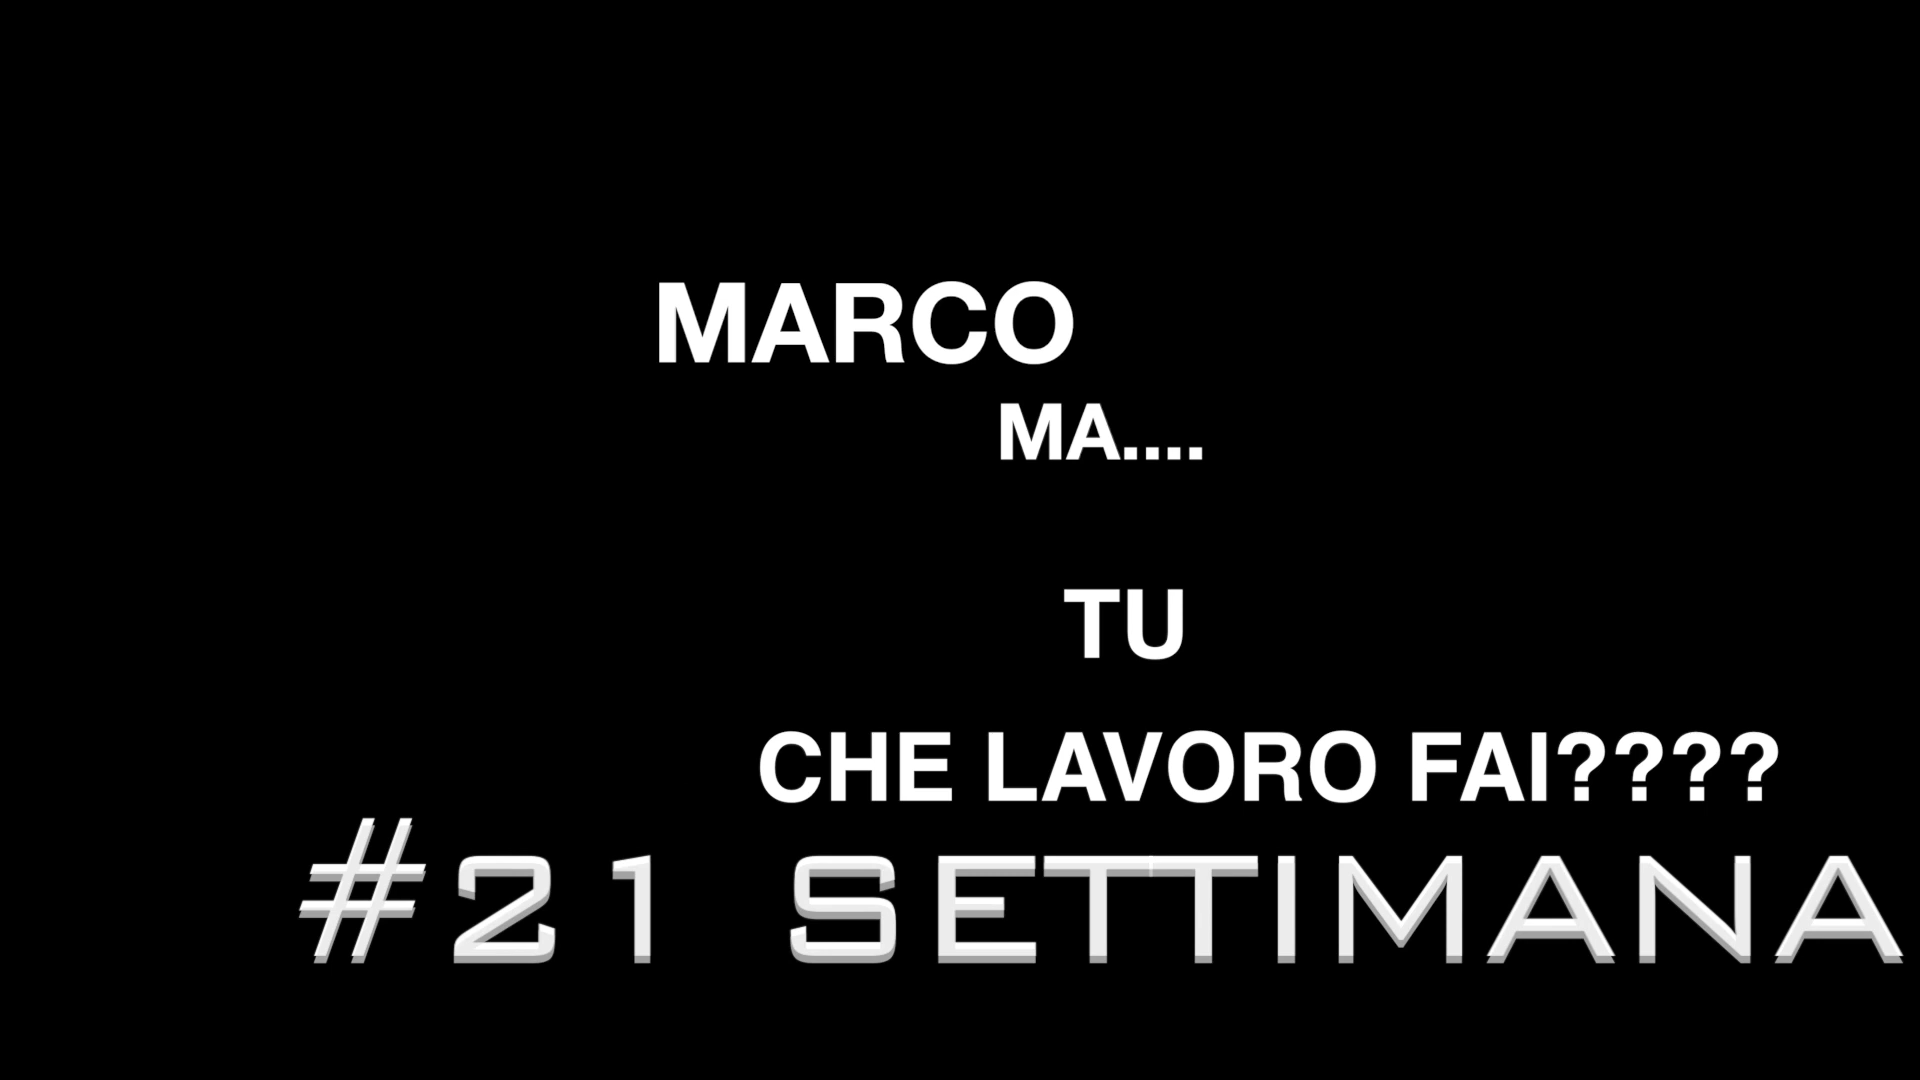 MARCO
MA....
TU
CHE LAVORO FAI????
#21 SETTIMANA